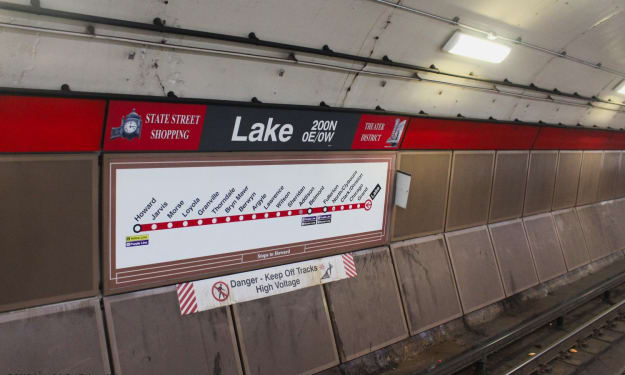 STATE STREET
SHOPPING
Lake
200N
0E/0W
THEATER
DISTRICT
Howard
Jarvis
Morse
Loyola
Granville
Thorndale
Bryn Mawr
Berwyn
Argyle
Lawrence
Wilson
Sheridan
Addison
Belmont
Fullerton
North/Clybourn
Clark/Division
Chicago
Grand
Lake
Stops to Howard
Danger - Keep Off Tracks
High Voltage